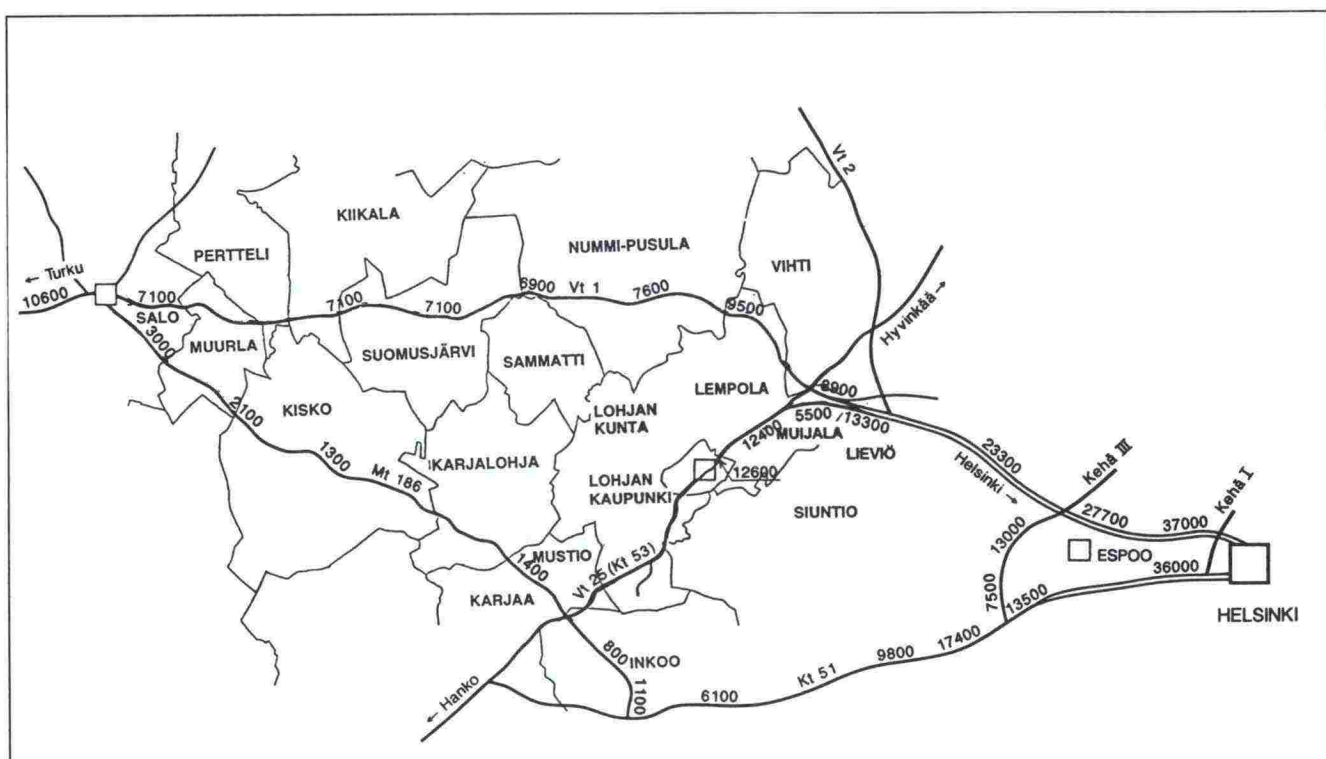 Vt 2
KIIKALA
PERTTELI
NUMMI-PUSULA
VIHTI
← Turku
10600
7100
SALO
7100
7100
6900
Vt 1
7600
9500
Hyvinkää →
3000
MUURLA
SUOMUSJÄRVI
SAMMATTI
LEMPOLA
8900
2100
KISKO
LOHJAN
KUNTA
12400
5500 / 13300
MUIJALA
LIEVIÖ
1300
Mt 186
KARJALOHJA
LOHJAN
KAUPUNKI
12600
SIUNTIO
23300
Helsinki →
Kehä III
27700
37000
Kehä I
13000
ESPOO
36000
HELSINKI
1400
MUSTIO
Vt 25 (Kt 53)
KARJAA
7500
13500
800
INKOO
1100
← Hanko
6100
Kt 51
9800
17400